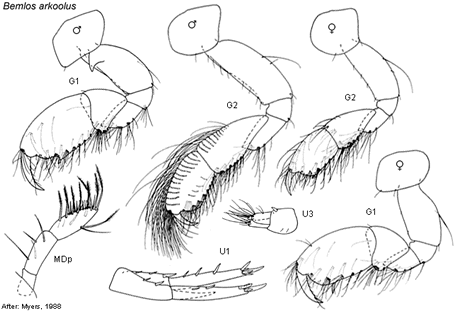 Bemlos arkoolus
♂
♂
♀
G1
G2
G2
♀
U3
G1
MDp
U1
After: Myers, 1988